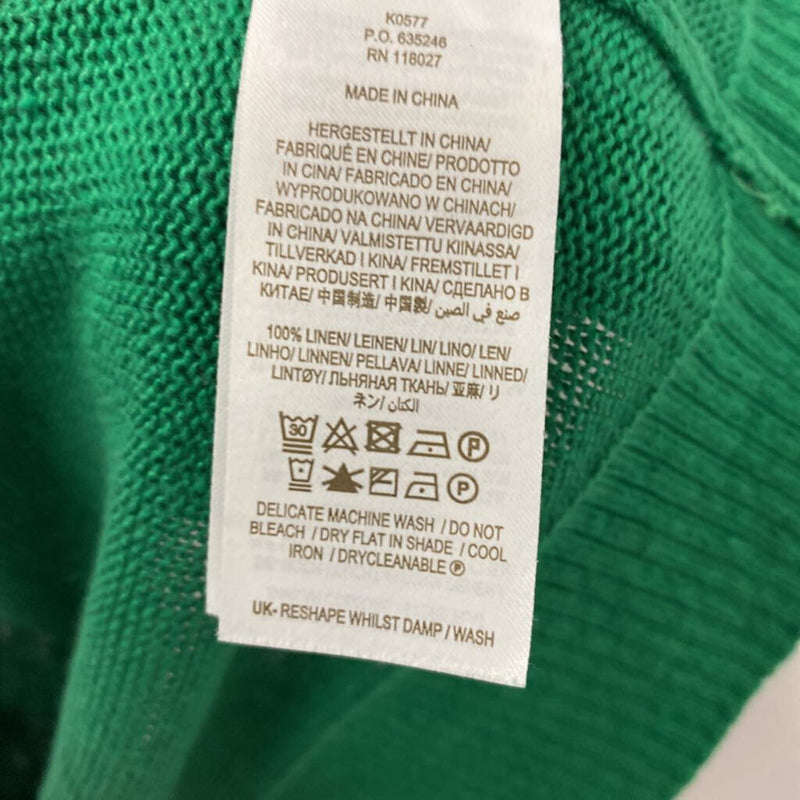 K0577
P.O. 635246
RN 118027
MADE IN CHINA
HERGESTELLT IN CHINA/
FABRIQUÉ EN CHINE/ PRODOTTO
IN CINA/ FABRICADO EN CHINA/
WYPRODUKOWANO W CHINACH/
FABRICADO NA CHINA/ VERVAARDIGD
IN CHINA/ VALMISTETTU KIINASSA/
TILLVERKAD I KINA/ FREMSTILLET I
KINA/ PRODUSERT I KINA/ СДЕЛАНО В
КИТАЕ/ 中国制造/ 中国製/ صنع في الصين/
100% LINEN/ LEINEN/ LIN/ LINO/ LEN/
LINHO/ LINNEN/ PELLAVA/ LINNE/ LINNED/
LINTØY/ ЛЬНЯНАЯ ТКАНЬ/ 亚麻/ リ
ネン/ الكتان/
30 P
P
DELICATE MACHINE WASH / DO NOT
BLEACH / DRY FLAT IN SHADE / COOL
IRON / DRYCLEANABLE Ⓟ
UK- RESHAPE WHILST DAMP / WASH